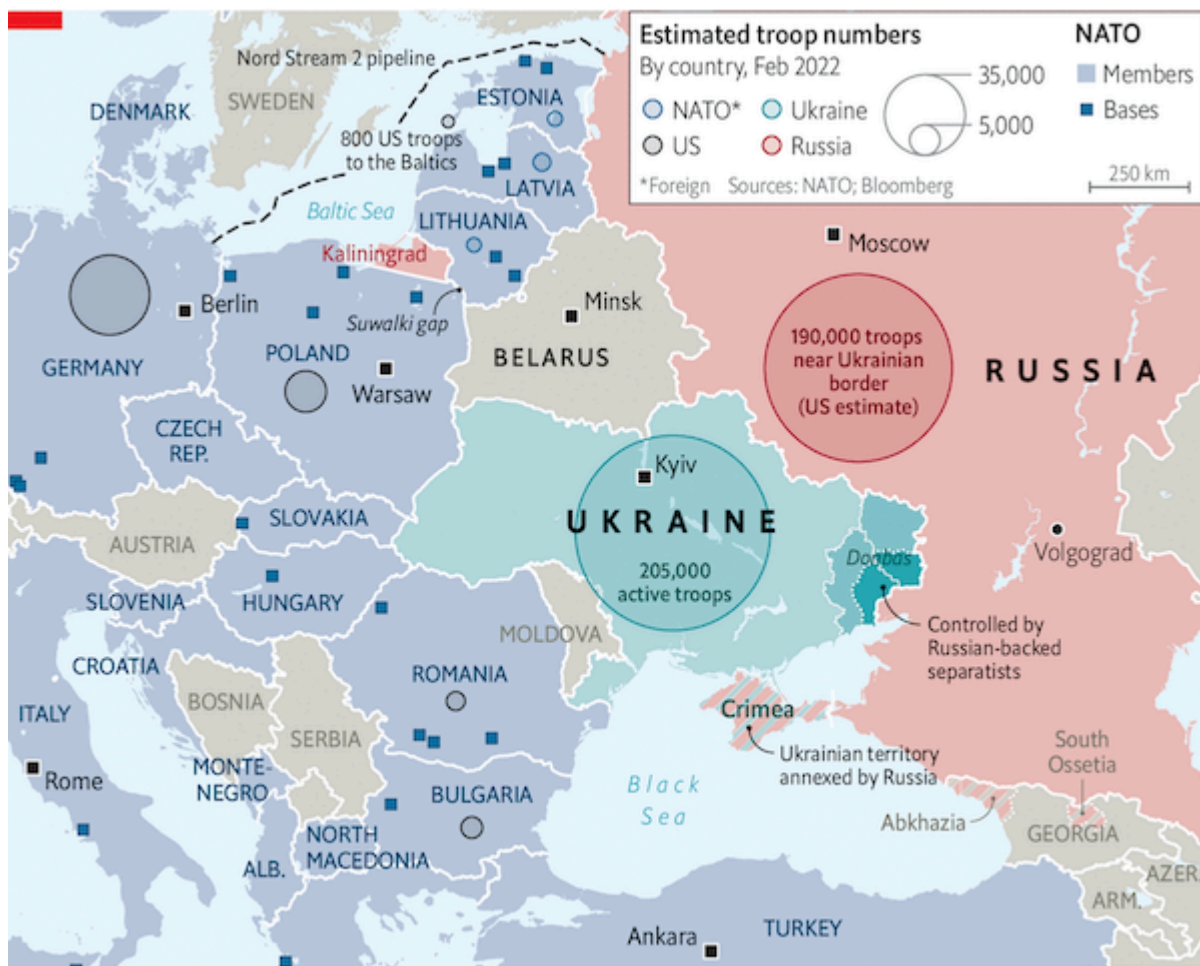 Estimated troop numbers
By country, Feb 2022
NATO*
Ukraine
US
Russia
35,000
5,000
*Foreign Sources: NATO; Bloomberg
NATO
Members
Bases
250 km
Nord Stream 2 pipeline
SWEDEN
DENMARK
ESTONIA
800 US troops
to the Baltics
LATVIA
Baltic Sea
LITHUANIA
Kaliningrad
Moscow
Berlin
Suwalki gap
Minsk
GERMANY
POLAND
Warsaw
BELARUS
190,000 troops
near Ukrainian
border
(US estimate)
RUSSIA
CZECH
REP.
Kyiv
SLOVAKIA
UKRAINE
AUSTRIA
205,000
active troops
Donbas
Volgograd
SLOVENIA
HUNGARY
MOLDOVA
Controlled by
Russian-backed
separatists
CROATIA
ROMANIA
BOSNIA
ITALY
SERBIA
Crimea
Ukrainian territory
annexed by Russia
South
Ossetia
MONTE-
NEGRO
Rome
BULGARIA
Black
Sea
Abkhazia
GEORGIA
NORTH
MACEDONIA
ALB.
AZER.
ARM.
Ankara
TURKEY